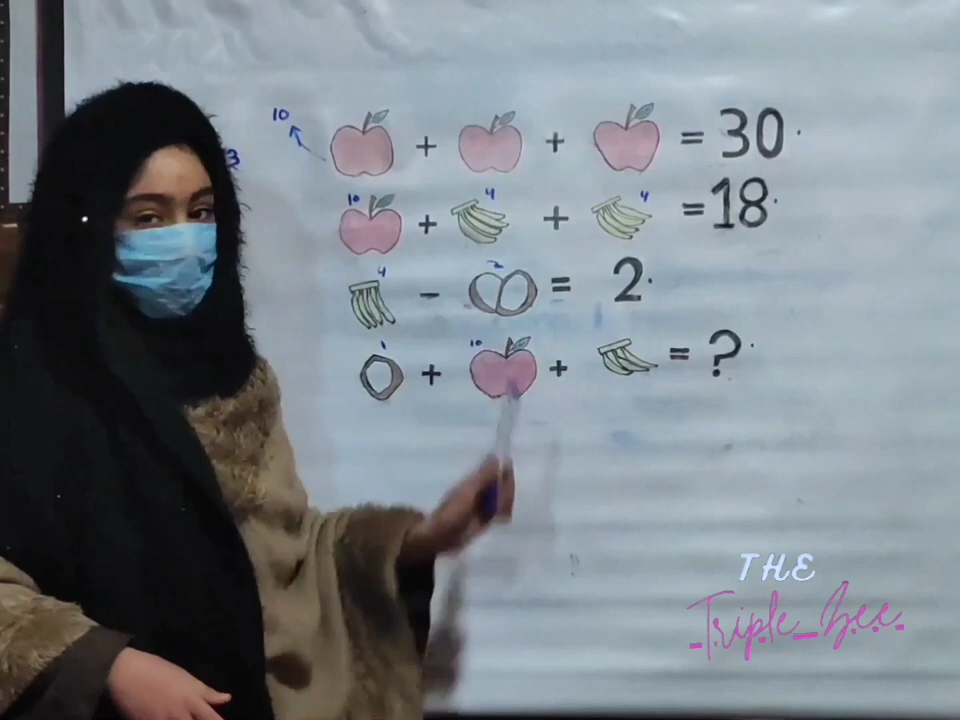 10
3
+ + = 30
10 4 4
+ + = 18
4 2
- = 2
1 10
+ + = ?
THE
Triple_Bee